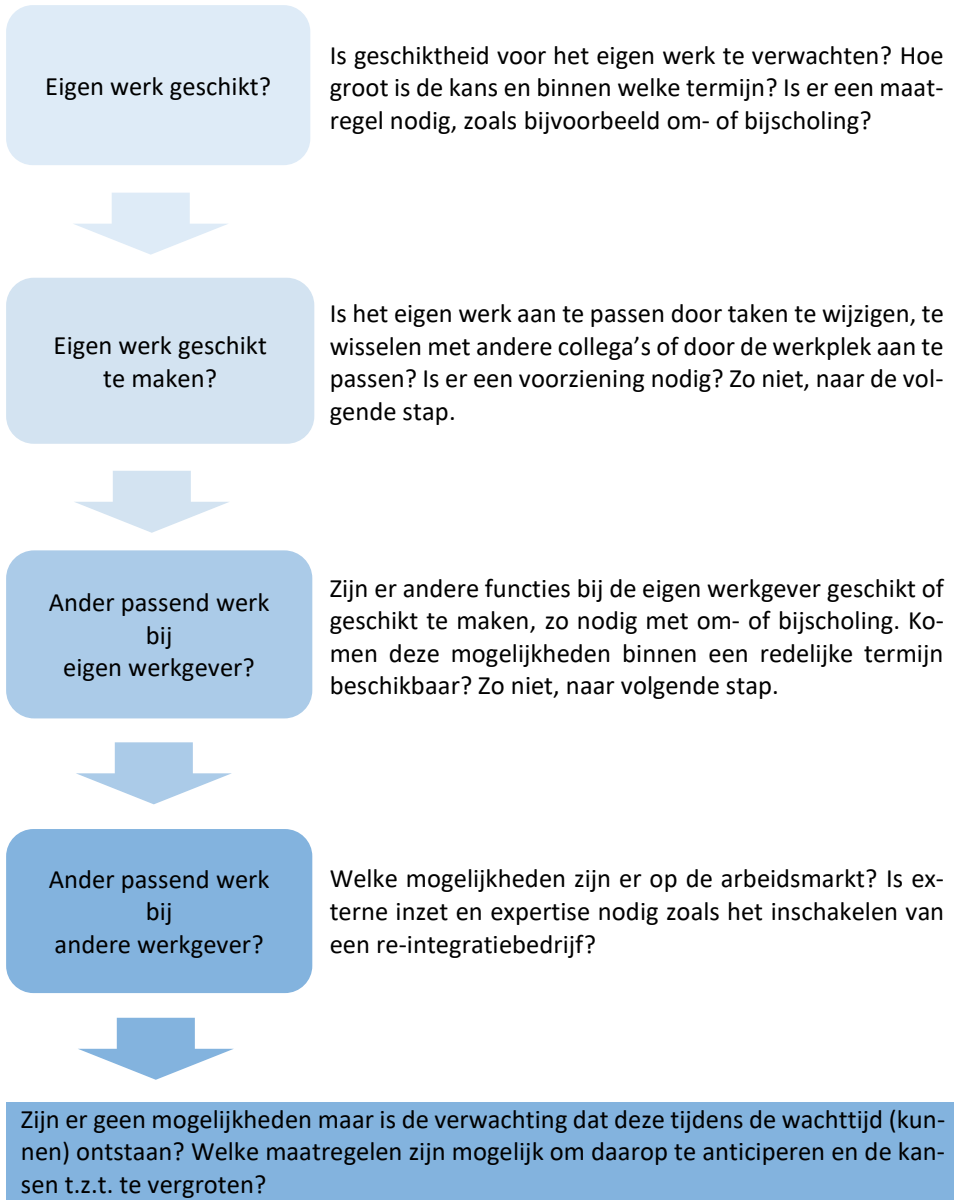 Eigen werk geschikt?
Is geschiktheid voor het eigen werk te verwachten? Hoe
groot is de kans en binnen welke termijn? Is er een maat-
regel nodig, zoals bijvoorbeeld om- of bijscholing?
Eigen werk geschikt
te maken?
Is het eigen werk aan te passen door taken te wijzigen, te
wisselen met andere collega’s of door de werkplek aan te
passen? Is er een voorziening nodig? Zo niet, naar de vol-
gende stap.
Ander passend werk
bij
eigen werkgever?
Zijn er andere functies bij de eigen werkgever geschikt of
geschikt te maken, zo nodig met om- of bijscholing. Ko-
men deze mogelijkheden binnen een redelijke termijn
beschikbaar? Zo niet, naar volgende stap.
Ander passend werk
bij
andere werkgever?
Welke mogelijkheden zijn er op de arbeidsmarkt? Is ex-
terne inzet en expertise nodig zoals het inschakelen van
een re-integratiebedrijf?
Zijn er geen mogelijkheden maar is de verwachting dat deze tijdens de wachttijd (kun-
nen) ontstaan? Welke maatregelen zijn mogelijk om daarop te anticiperen en de kan-
sen t.z.t. te vergroten?